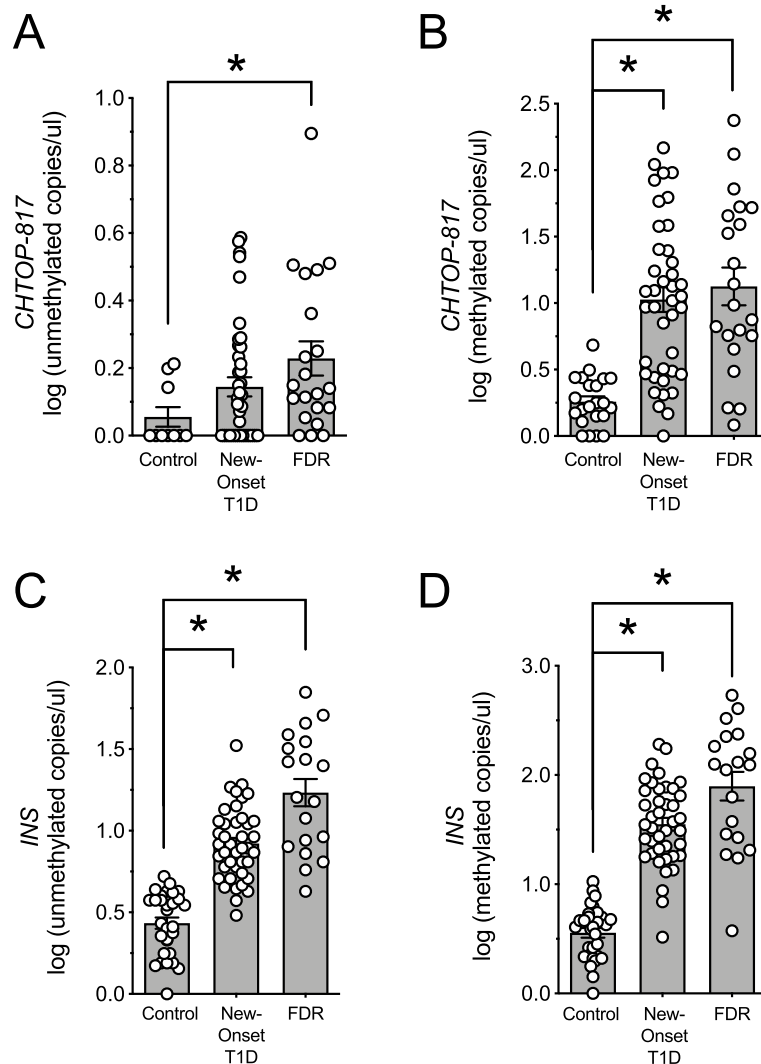 A
*
CHTOP-817
log (unmethylated copies/ul)
1.0
0.8
0.6
0.4
0.2
0.0
Control
New-
Onset
T1D
FDR
B
*
*
CHTOP-817
log (methylated copies/ul)
2.5
2.0
1.5
1.0
0.5
0.0
Control
New-
Onset
T1D
FDR
C
*
*
INS
log (unmethylated copies/ul)
2.0
1.5
1.0
0.5
0.0
Control
New-
Onset
T1D
FDR
D
*
*
INS
log (methylated copies/ul)
3.0
2.0
1.0
0.0
Control
New-
Onset
T1D
FDR